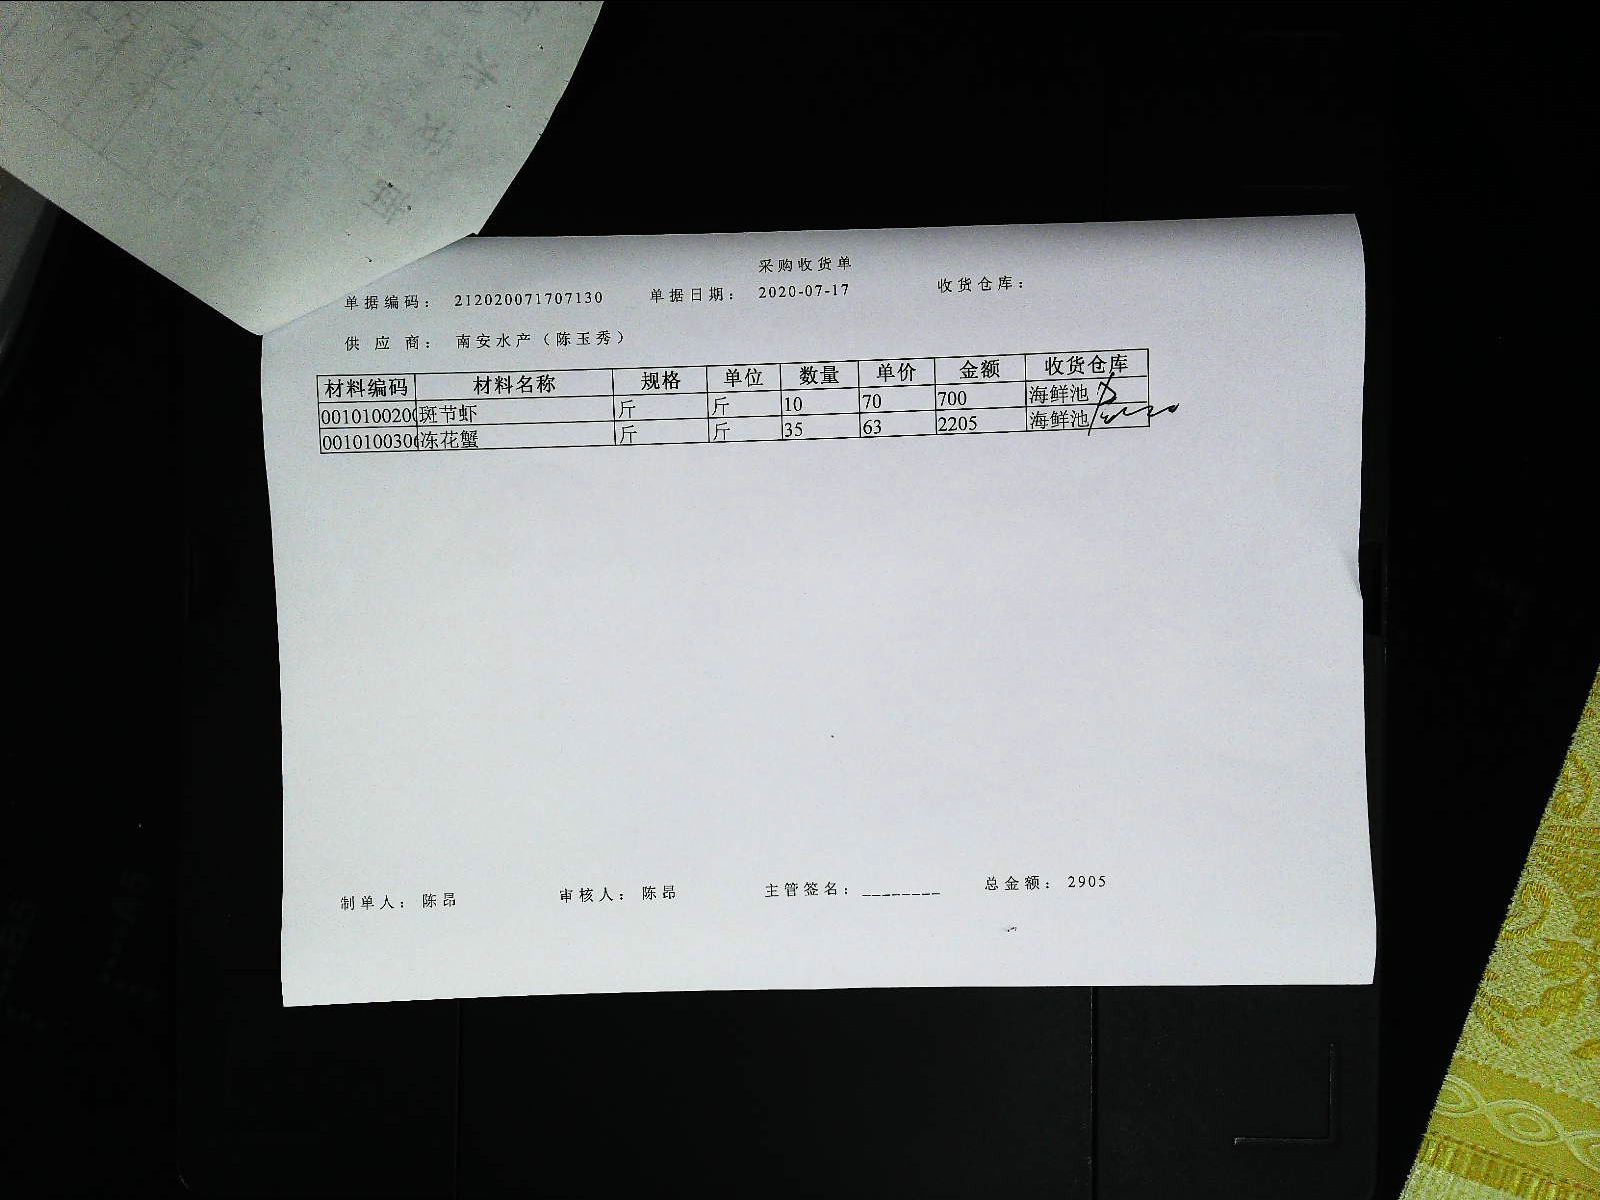 采购收货单
单据编码： 212020071707130 单据日期： 2020-07-17 收货仓库：
供应商： 南安水产（陈玉秀）
材料编码 材料名称 规格 单位 数量 单价 金额 收货仓库
0010100200 斑节虾 斤 斤 10 70 700 海鲜池
0010100300 冻花蟹 斤 斤 35 63 2205 海鲜池
制单人： 陈昂 审核人： 陈昂 主管签名：________ 总金额： 2905